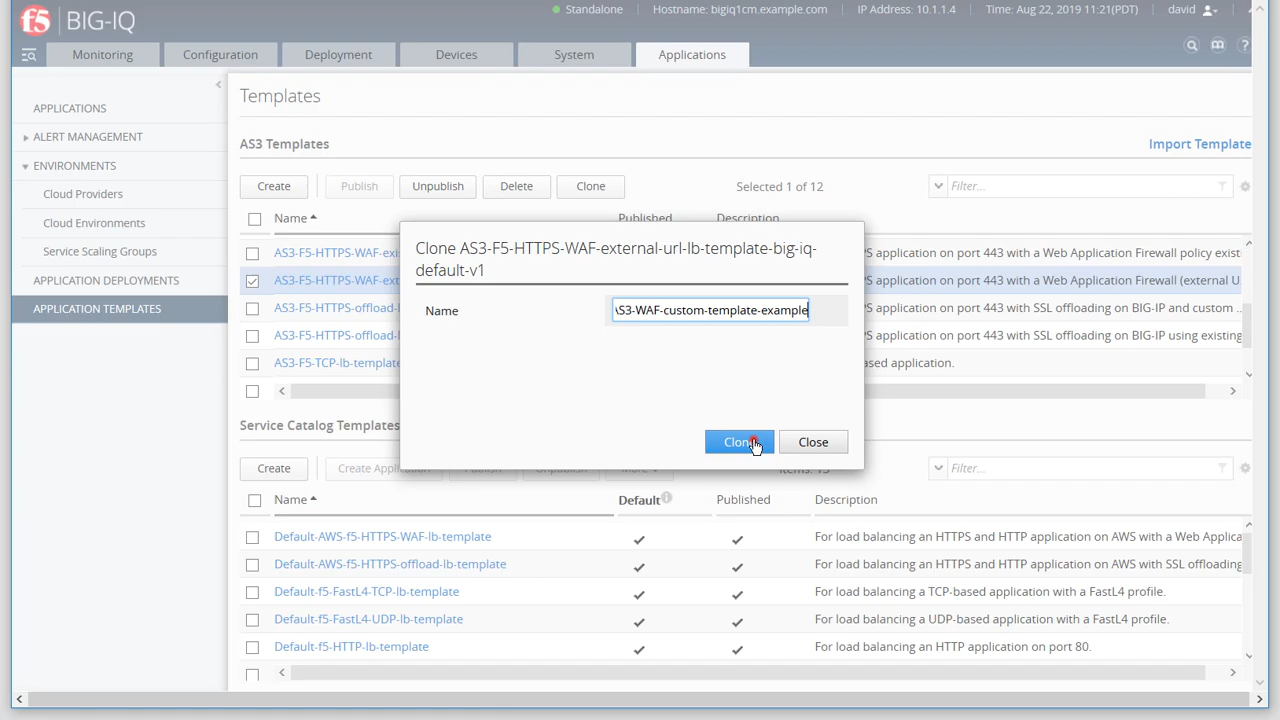 f5 BIG-IQ
Standalone Hostname: bigiq1cm.example.com IP Address: 10.1.1.4 Time: Aug 22, 2019 11:21(PDT) david
Monitoring Configuration Deployment Devices System Applications
APPLICATIONS
ALERT MANAGEMENT
ENVIRONMENTS
Cloud Providers
Cloud Environments
Service Scaling Groups
APPLICATION DEPLOYMENTS
APPLICATION TEMPLATES
Templates
AS3 Templates Import Template
Create Publish Unpublish Delete Clone Selected 1 of 12 Filter...
Name Published Description
AS3-F5-HTTPS-WAF-exi PS application on port 443 with a Web Application Firewall policy exist
AS3-F5-HTTPS-WAF-ext PS application on port 443 with a Web Application Firewall (external U
AS3-F5-HTTPS-offload-l PS application on port 443 with SSL offloading on BIG-IP and custom ...
AS3-F5-HTTPS-offload-l PS application on port 443 with SSL offloading on BIG-IP using existing
AS3-F5-TCP-lb-template based application.
Clone AS3-F5-HTTPS-WAF-external-url-lb-template-big-iq-
default-v1
Name AS3-WAF-custom-template-example
Clone Close
Service Catalog Templates
Create Create Application Publish Unpublish More Items: 13 Filter...
Name Default Published Description
Default-AWS-f5-HTTPS-WAF-lb-template For load balancing an HTTPS and HTTP application on AWS with a Web Applica
Default-AWS-f5-HTTPS-offload-lb-template For load balancing an HTTPS and HTTP application on AWS with SSL offloading
Default-f5-FastL4-TCP-lb-template For load balancing a TCP-based application with a FastL4 profile.
Default-f5-FastL4-UDP-lb-template For load balancing a UDP-based application with a FastL4 profile.
Default-f5-HTTP-lb-template For load balancing an HTTP application on port 80.